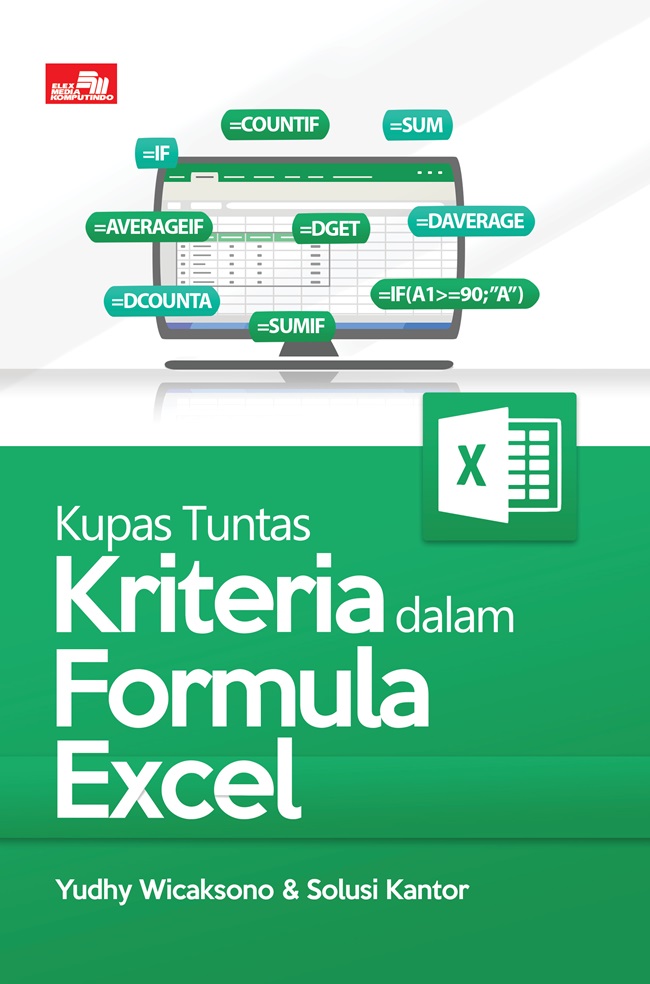 ELEX
MEDIA
KOMPUTINDO
=COUNTIF
=SUM
=IF
=AVERAGEIF
=DGET
=DAVERAGE
=DCOUNTA
=IF(A1>=90;”A”)
=SUMIF
X
Kupas Tuntas
Kriteria dalam
Formula
Excel
Yudhy Wicaksono & Solusi Kantor